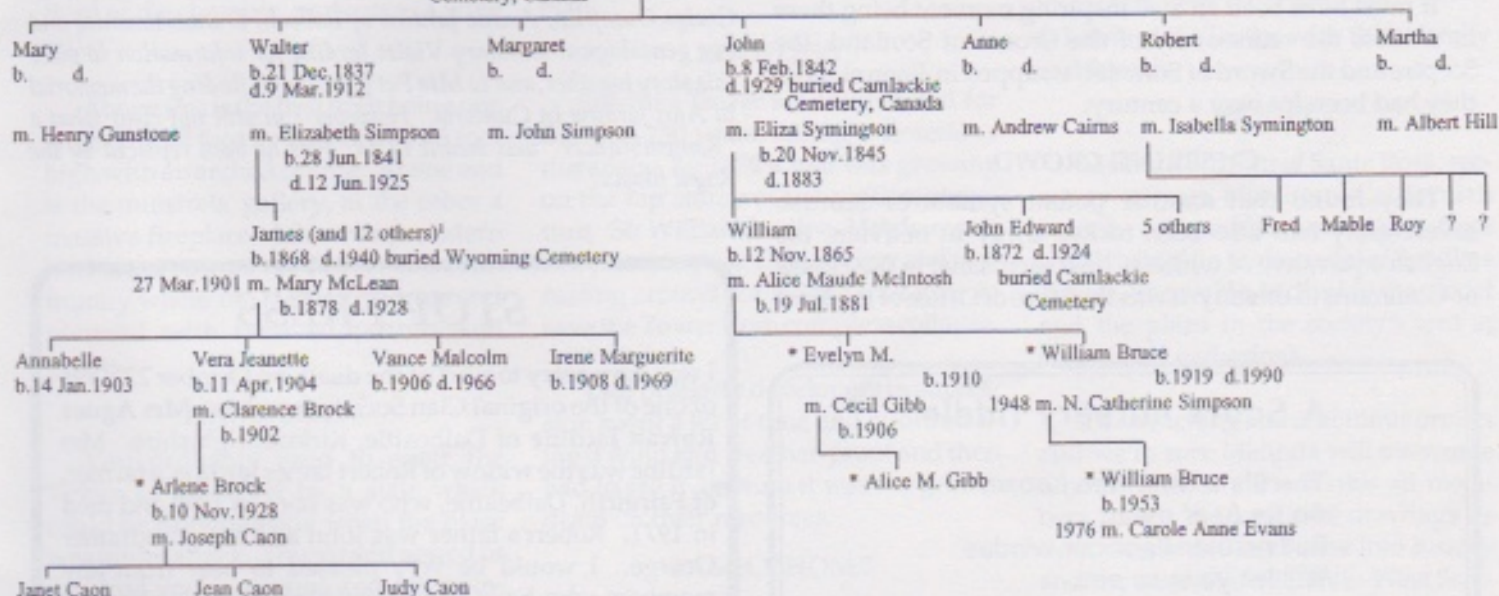 Mary
b. d.
m. Henry Gunstone
Walter
b.21 Dec.1837
d.9 Mar.1912
m. Elizabeth Simpson
b.28 Jun.1841
d.12 Jun.1925
James (and 12 others)¹
b.1868 d.1940 buried Wyoming Cemetery
27 Mar.1901 m. Mary McLean
b.1878 d.1928
Annabelle
b.14 Jan.1903
Vera Jeanette
b.11 Apr.1904
m. Clarence Brock
b.1902
* Arlene Brock
b.10 Nov.1928
m. Joseph Caon
Janet Caon
Jean Caon
Judy Caon
Vance Malcolm
b.1906 d.1966
Irene Marguerite
b.1908 d.1969
Margaret
b. d.
m. John Simpson
John
b.8 Feb.1842
d.1929 buried Camlackie
Cemetery, Canada
m. Eliza Symington
b.20 Nov.1845
d.1883
William
b.12 Nov.1865
m. Alice Maude McIntoch
b.19 Jul.1881
* Evelyn M.
b.1910
m. Cecil Gibb
b.1906
* Alice M. Gibb
* William Bruce
b.1919 d.1990
1948 m. N. Catherine Simpson
* William Bruce
b.1953
1976 m. Carole Anne Evans
John Edward
b.1872 d.1924
buried Camlackie
Cemetery
Anne
b. d.
m. Andrew Cairns
Robert
b. d.
m. Isabella Symington
5 others
Fred
Mable
Roy
?
?
Martha
b. d.
m. Albert Hill